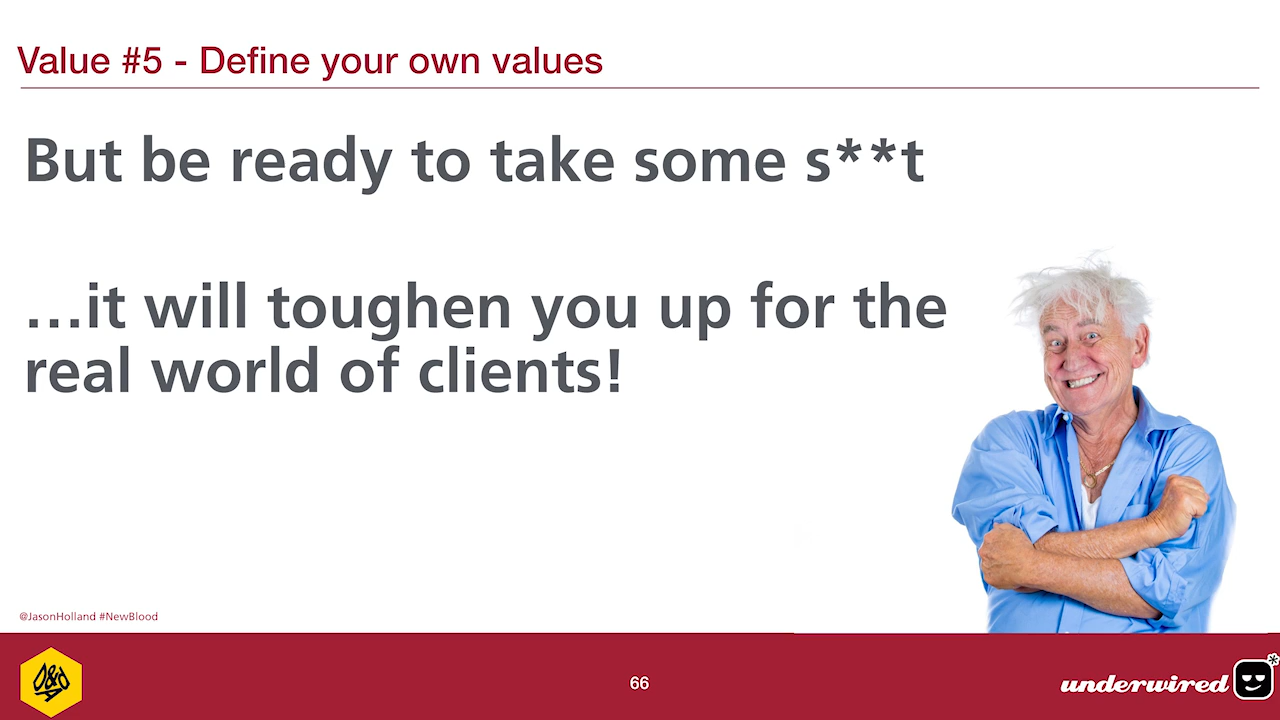 Value #5 - Define your own values
But be ready to take some s**t
…it will toughen you up for the
real world of clients!
@JasonHolland #NewBlood
D&AD
66
underwired